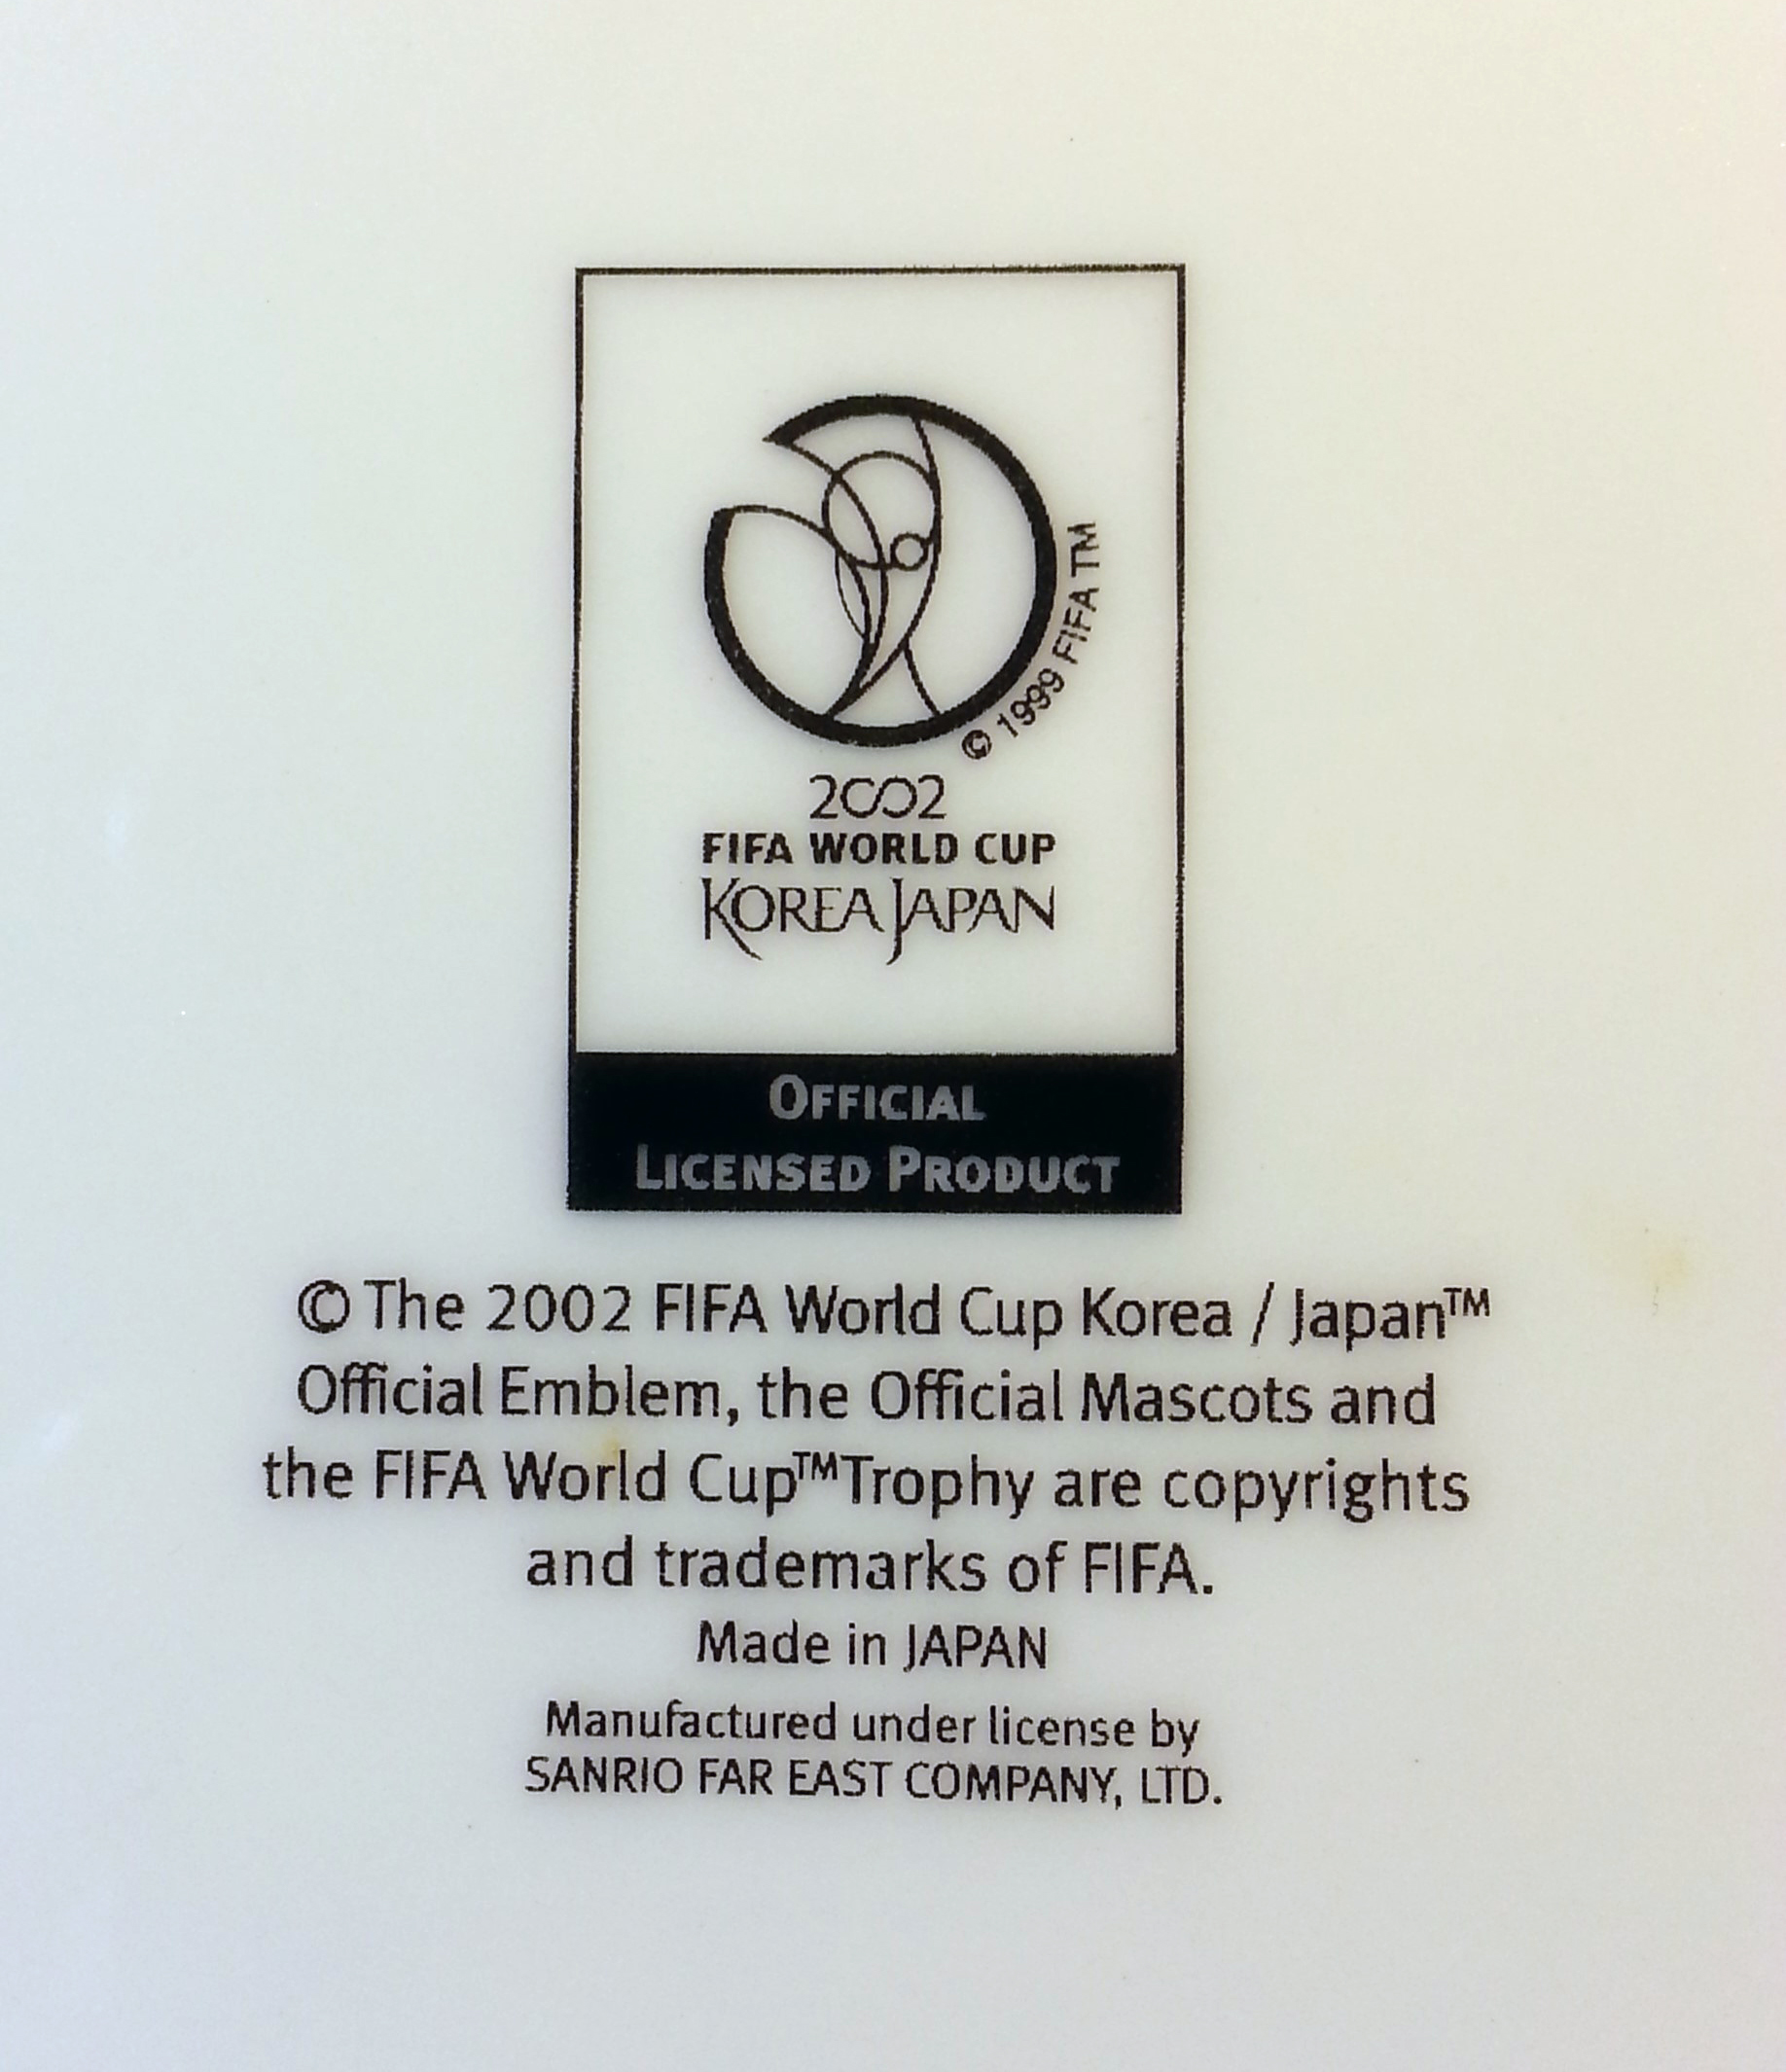 © 1999 FIFA TM
2002
FIFA WORLD CUP
KOREA JAPAN
OFFICIAL
LICENSED PRODUCT
© The 2002 FIFA World Cup Korea / Japan™
Official Emblem, the Official Mascots and
the FIFA World Cup™Trophy are copyrights
and trademarks of FIFA.
Made in JAPAN
Manufactured under license by
SANRIO FAR EAST COMPANY, LTD.